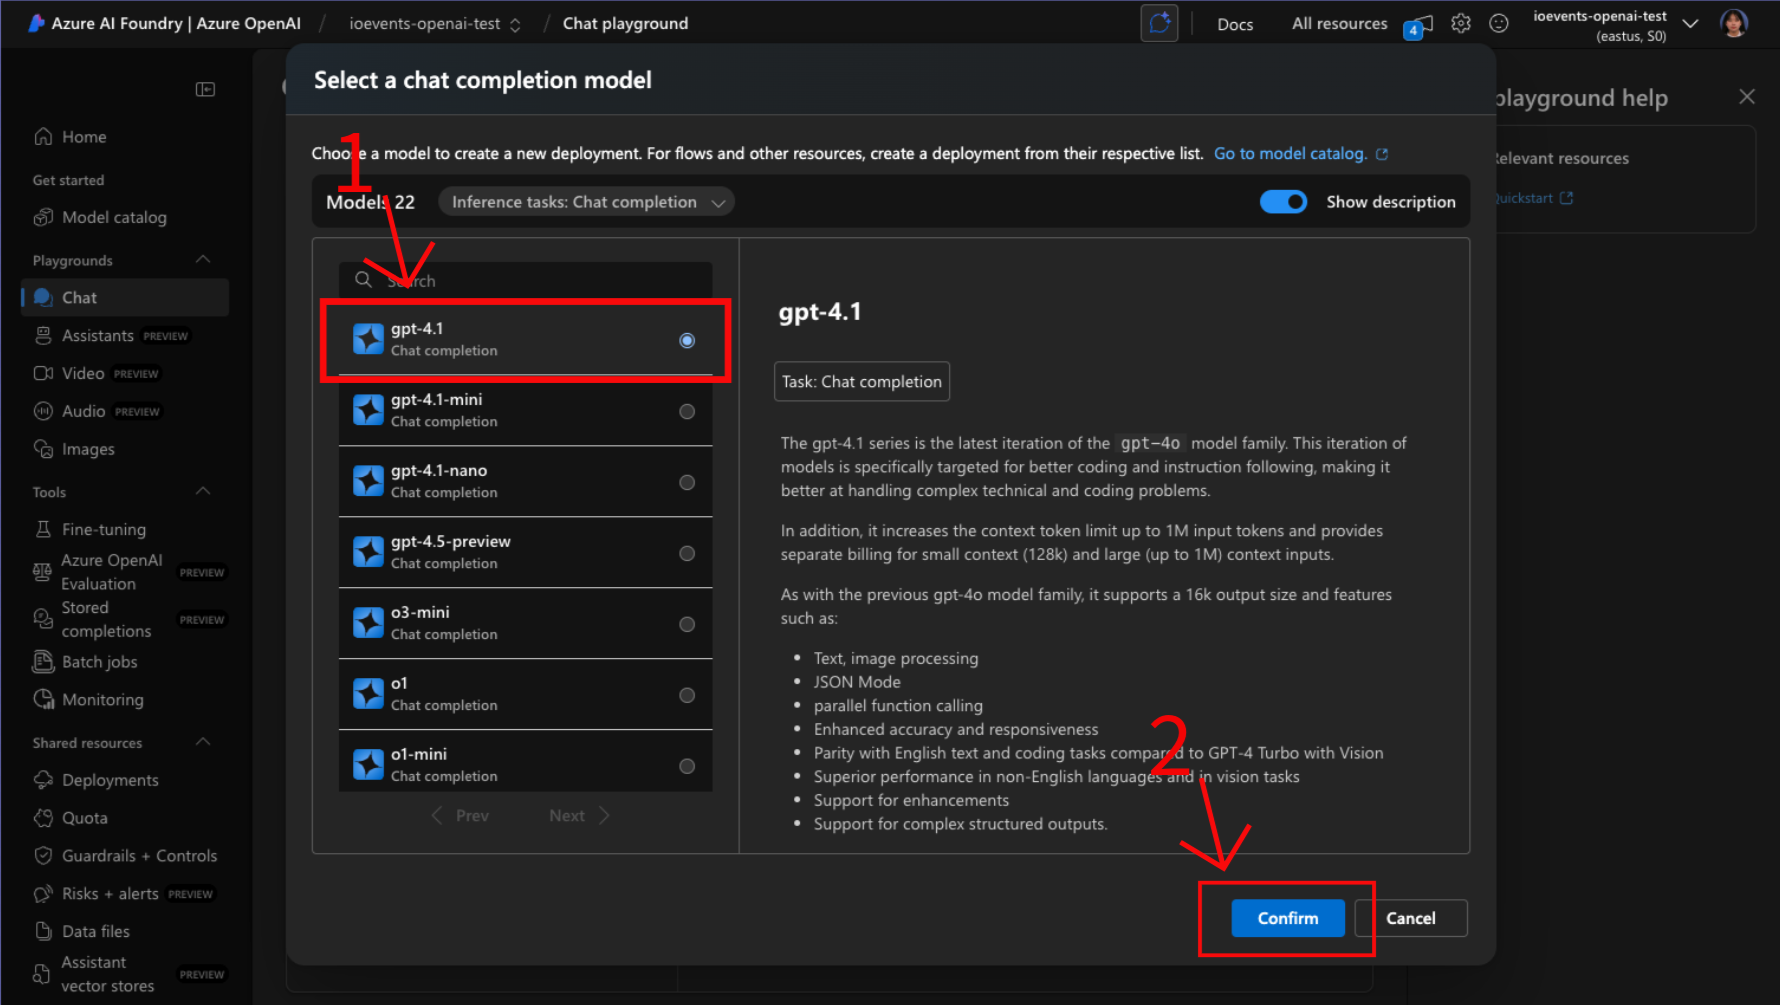 Azure AI Foundry | Azure OpenAI / ioevents-openai-test / Chat playground
Docs
All resources
4
ioevents-openai-test
(eastus, S0)
Home
Get started
Model catalog
Playgrounds
Chat
Assistants PREVIEW
Video PREVIEW
Audio PREVIEW
Images
Tools
Fine-tuning
Azure OpenAI
Evaluation
PREVIEW
Stored
completions
PREVIEW
Batch jobs
Monitoring
Shared resources
Deployments
Quota
Guardrails + Controls
Risks + alerts PREVIEW
Data files
Assistant
vector stores
PREVIEW
Select a chat completion model
1
Choose a model to create a new deployment. For flows and other resources, create a deployment from their respective list. Go to model catalog.
Models 22
Inference tasks: Chat completion
Show description
Search
gpt-4.1
Chat completion
gpt-4.1-mini
Chat completion
gpt-4.1-nano
Chat completion
gpt-4.5-preview
Chat completion
o3-mini
Chat completion
o1
Chat completion
o1-mini
Chat completion
Prev
Next
gpt-4.1
Task: Chat completion
The gpt-4.1 series is the latest iteration of the gpt-4o model family. This iteration of
models is specifically targeted for better coding and instruction following, making it
better at handling complex technical and coding problems.
In addition, it increases the context token limit up to 1M input tokens and provides
separate billing for small context (128k) and large (up to 1M) context inputs.
As with the previous gpt-4o model family, it supports a 16k output size and features
such as:
• Text, image processing
• JSON Mode
• parallel function calling
• Enhanced accuracy and responsiveness
• Parity with English text and coding tasks compared to GPT-4 Turbo with Vision
• Superior performance in non-English languages and in vision tasks
• Support for enhancements
• Support for complex structured outputs.
2
Confirm
Cancel
playground help
Relevant resources
Quickstart